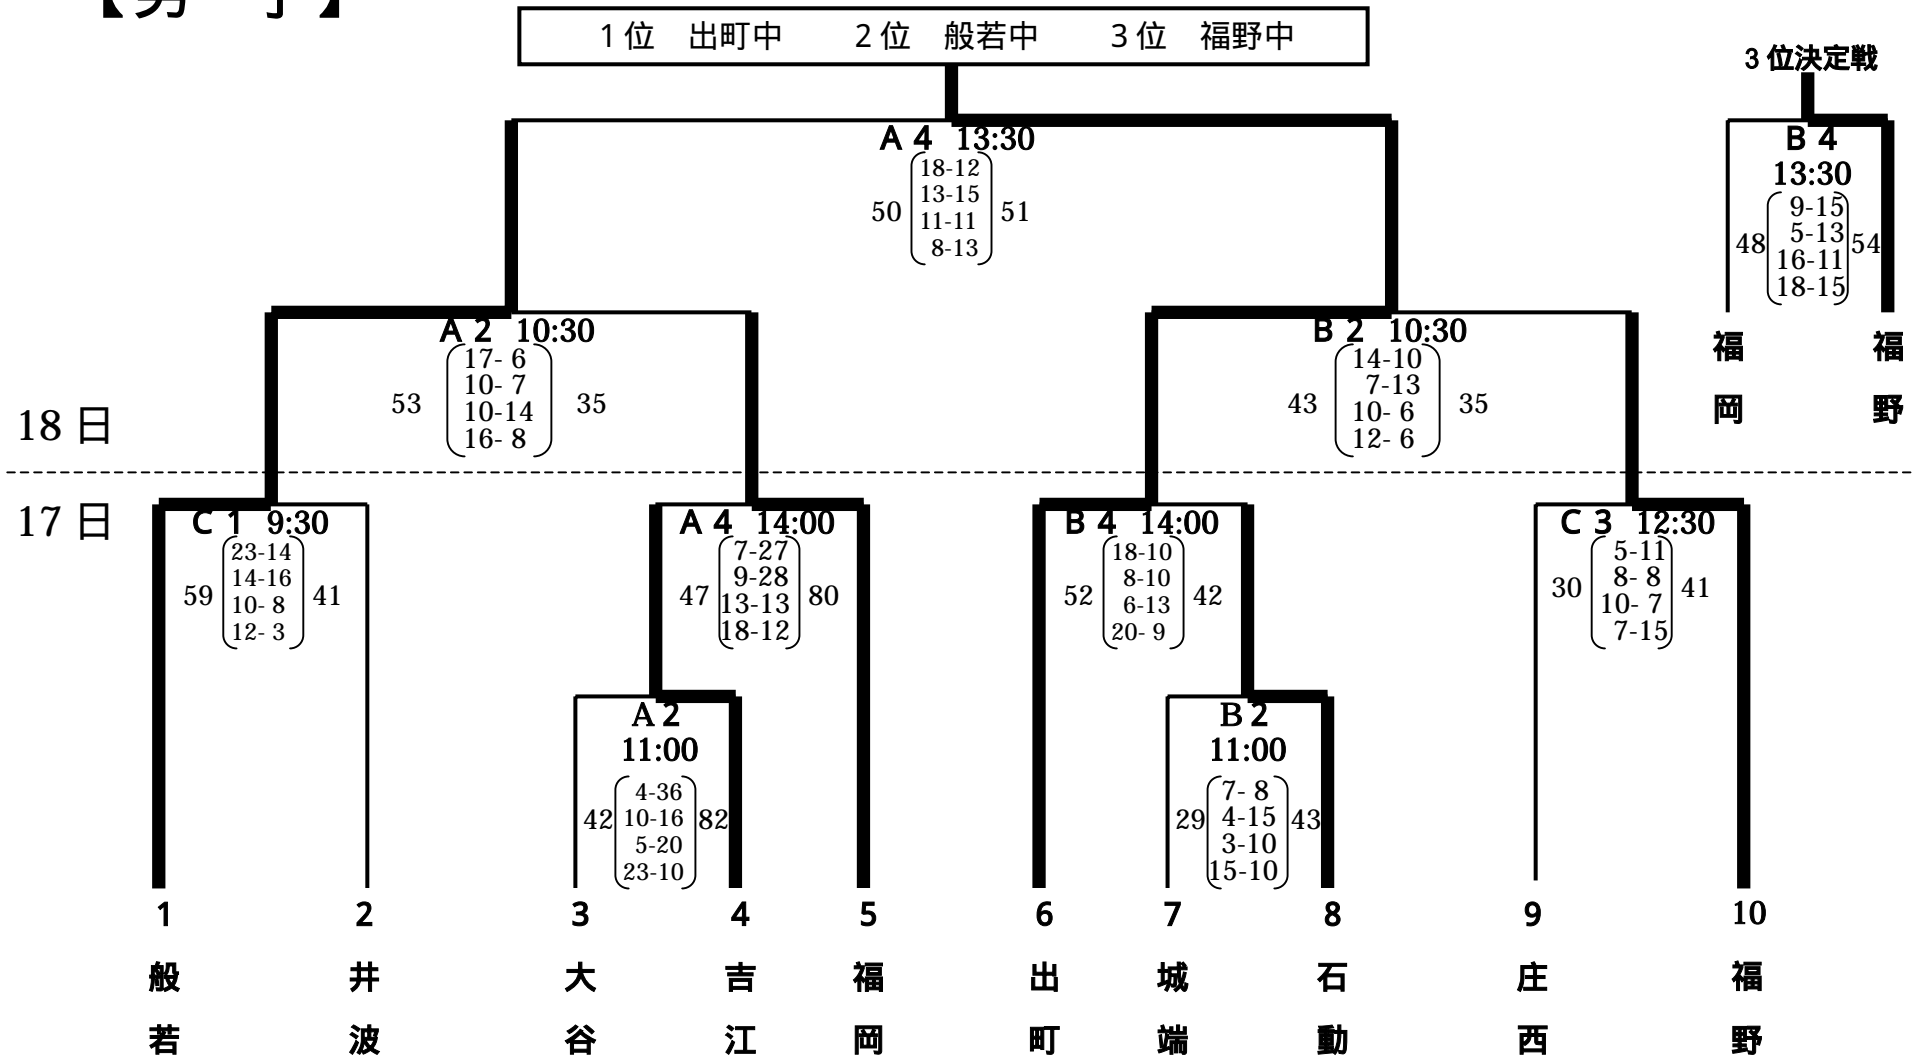 【男　子】
1位　出町中　　2位　般若中　　3位　福野中
3位決定戦
A 4　13:30
50
18-12
13-15
11-11
8-13
51
B 4
13:30
48
9-15
5-13
16-11
18-15
54
福岡
福野
A 2　10:30
53
17- 6
10- 7
10-14
16- 8
35
B 2　10:30
43
14-10
7-13
10- 6
12- 6
35
18日
17日
C 1　9:30
59
23-14
14-16
10- 8
12- 3
41
A 4　14:00
47
7-27
9-28
13-13
18-12
80
B 4　14:00
52
18-10
8-10
6-13
20- 9
42
C 3　12:30
30
5-11
8- 8
10- 7
7-15
41
A 2
11:00
42
4-36
10-16
5-20
23-10
82
B 2
11:00
29
7- 8
4-15
3-10
15-10
43
1
2
3
4
5
6
7
8
9
10
般若
井波
大谷
吉江
福岡
出町
城端
石動
庄西
福野